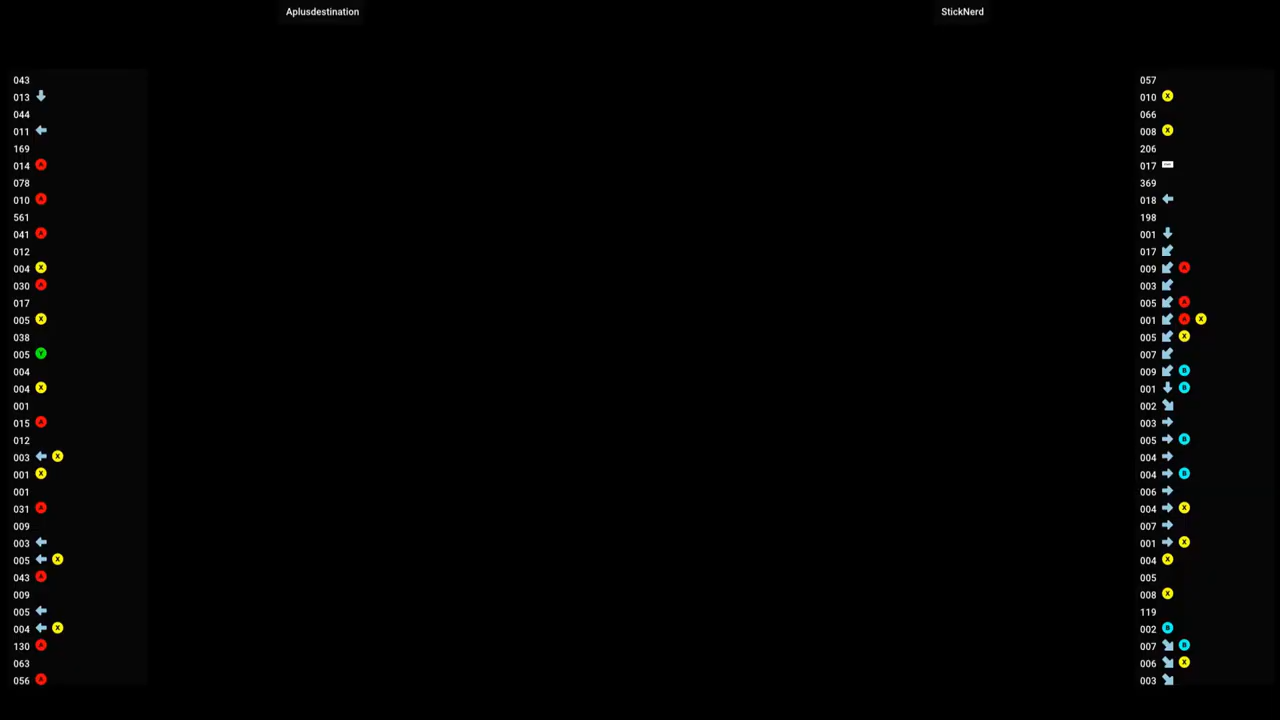 Aplusdestination
StickNerd
043
013
044
011
169
014 A
078
010 A
561
041 A
012
004 X
030 A
017
005 X
038
005 Y
004
004 X
001
015 A
012
003 X
001 X
001
031 A
009
003
005 X
043 A
009
005
004 X
130 A
063
056 A
057
010 X
066
008 X
206
017
369
018
198
001
017
009 A
003
005 A
001 A X
005 X
007
009 B
001 B
002
003
005 B
004
004 B
006
004 X
007
001 X
004 X
005
008 X
119
002 B
007 B
006 X
003